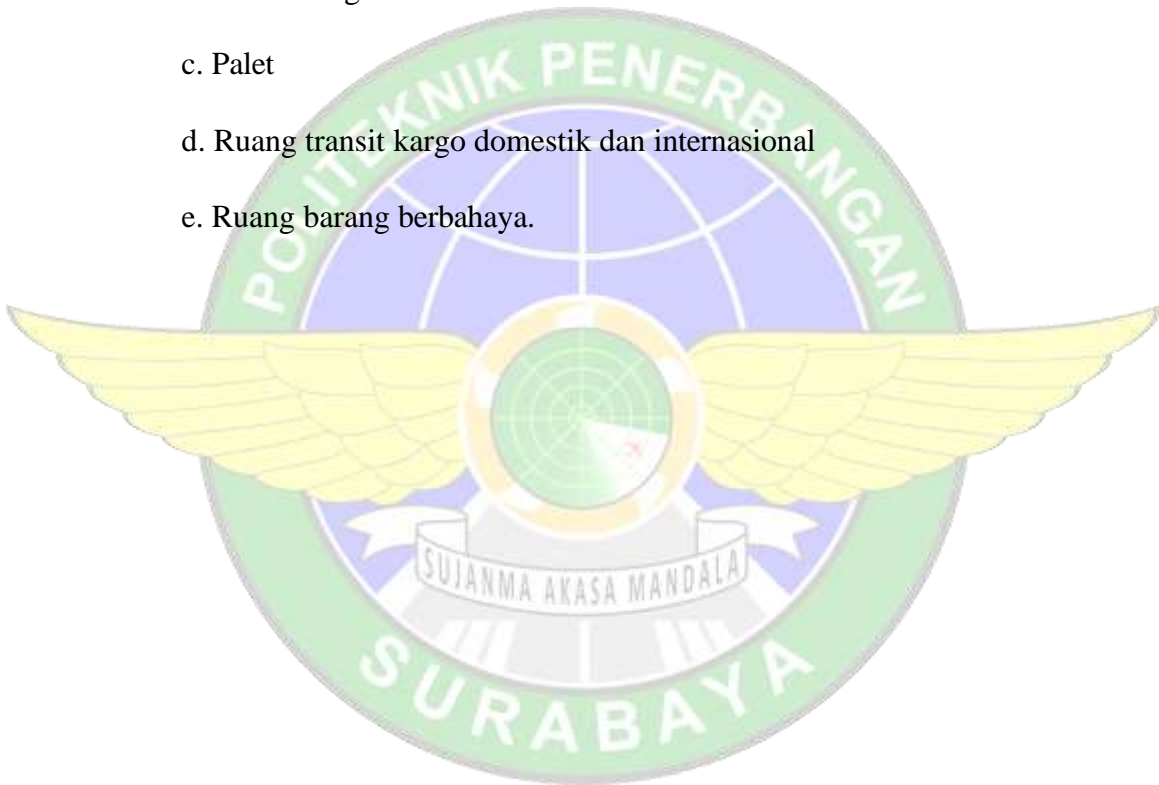 c. Palet
d. Ruang transit kargo domestik dan internasional
e. Ruang barang berbahaya.
POLITEKNIK PENERBANGAN
SUJANMA AKASA MANDALA
SURABAYA